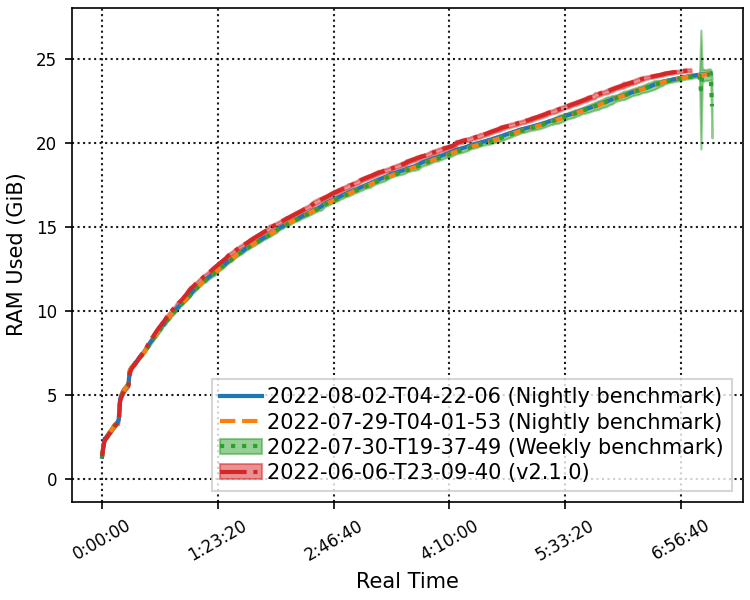 25
20
15
10
5
0
RAM Used (GiB)
2022-08-02-T04-22-06 (Nightly benchmark)
2022-07-29-T04-01-53 (Nightly benchmark)
2022-07-30-T19-37-49 (Weekly benchmark)
2022-06-06-T23-09-40 (v2.1.0)
0:00:00
1:23:20
2:46:40
4:10:00
5:33:20
6:56:40
Real Time